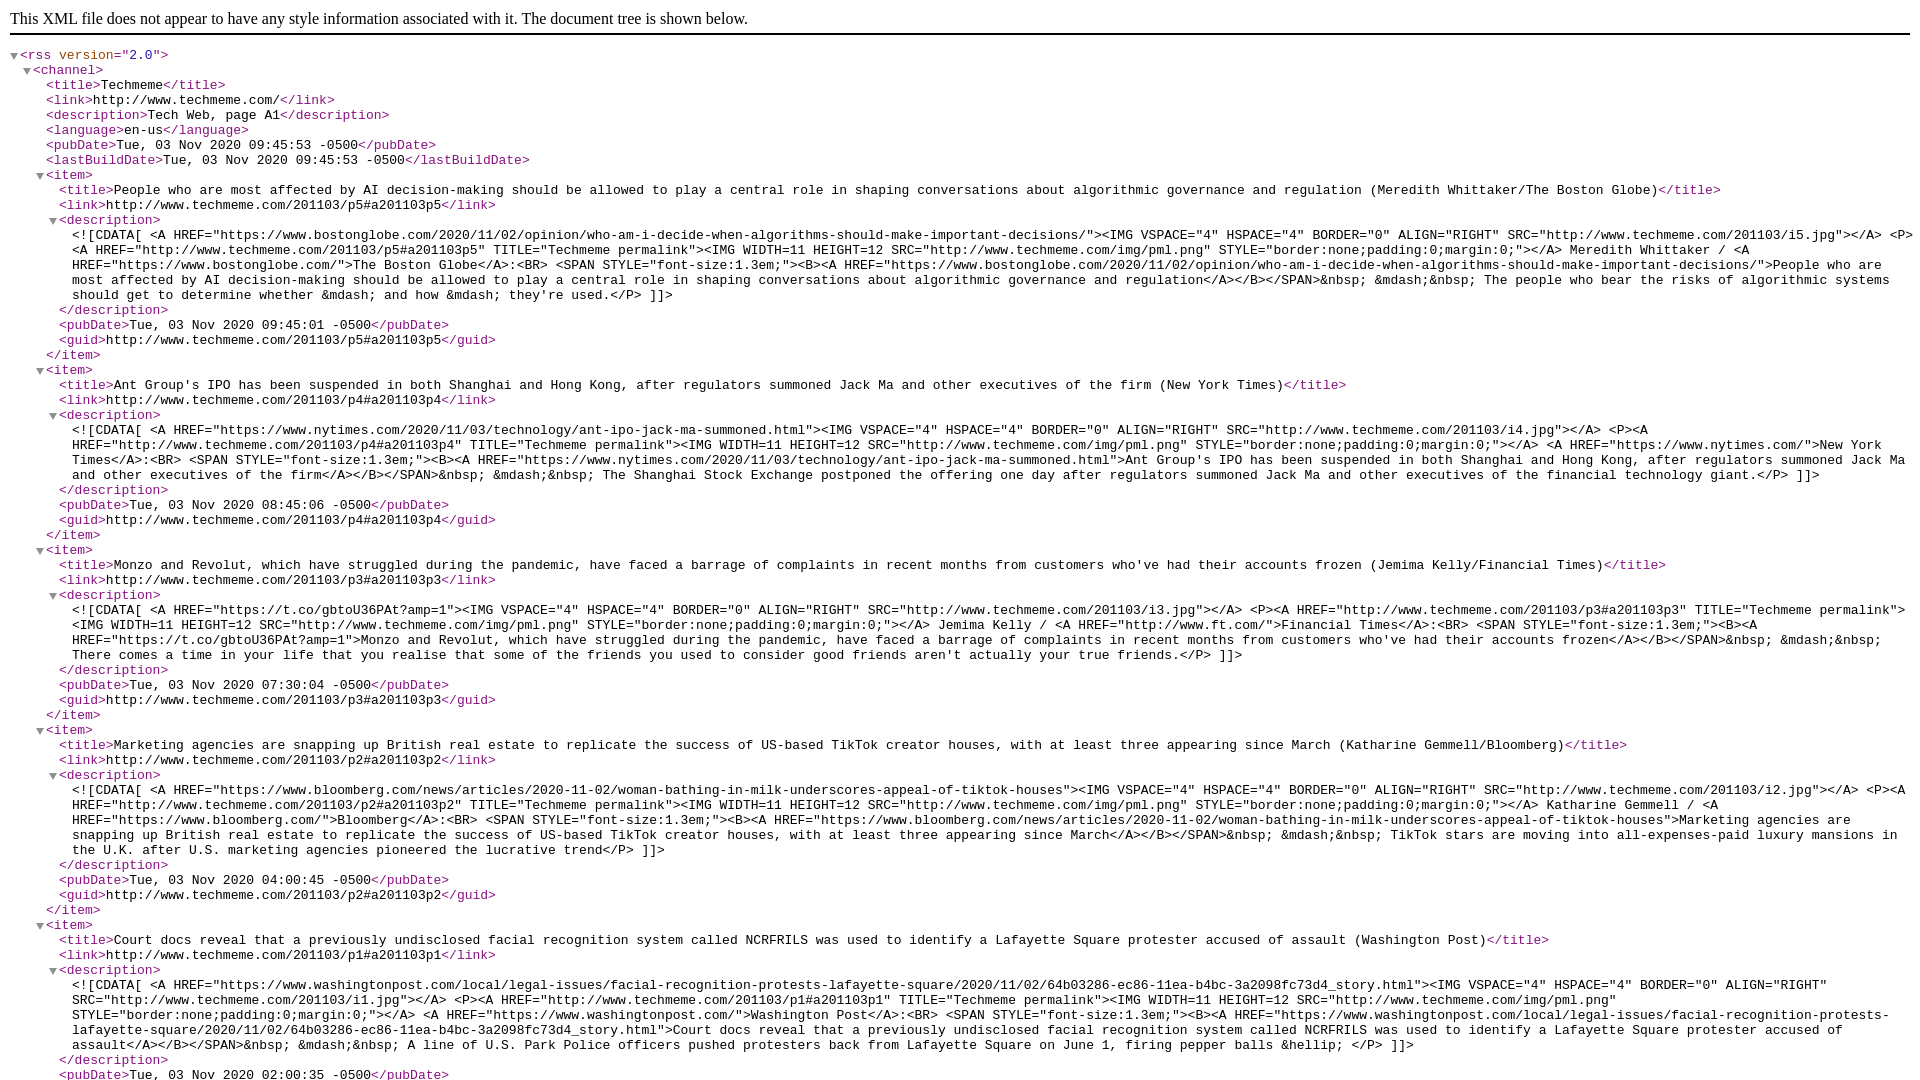 This XML file does not appear to have any style information associated with it. The document tree is shown below.
<rss version="2.0">
<channel>
<title>Techmeme</title>
<link>http://www.techmeme.com/</link>
<description>Tech Web, page A1</description>
<language>en-us</language>
<pubDate>Tue, 03 Nov 2020 09:45:53 -0500</pubDate>
<lastBuildDate>Tue, 03 Nov 2020 09:45:53 -0500</lastBuildDate>
<item>
<title>People who are most affected by AI decision-making should be allowed to play a central role in shaping conversations about algorithmic governance and regulation (Meredith Whittaker/The Boston Globe)</title>
<link>http://www.techmeme.com/201103/p5#a201103p5</link>
<description>
<![CDATA[ <A HREF="https://www.bostonglobe.com/2020/11/02/opinion/who-am-i-decide-when-algorithms-should-make-important-decisions/"><IMG VSPACE="4" HSPACE="4" BORDER="0" ALIGN="RIGHT" SRC="http://www.techmeme.com/201103/i5.jpg"></A> <P>
<A HREF="http://www.techmeme.com/201103/p5#a201103p5" TITLE="Techmeme permalink"><IMG WIDTH=11 HEIGHT=12 SRC="http://www.techmeme.com/img/pml.png" STYLE="border:none;padding:0;margin:0;"></A> Meredith Whittaker / <A
HREF="https://www.bostonglobe.com/">The Boston Globe</A>:<BR> <SPAN STYLE="font-size:1.3em;"><B><A HREF="https://www.bostonglobe.com/2020/11/02/opinion/who-am-i-decide-when-algorithms-should-make-important-decisions/">People who are
most affected by AI decision-making should be allowed to play a central role in shaping conversations about algorithmic governance and regulation</A></B></SPAN>&nbsp; &mdash;&nbsp; The people who bear the risks of algorithmic systems
should get to determine whether &mdash; and how &mdash; they're used.</P> ]]>
</description>
<pubDate>Tue, 03 Nov 2020 09:45:01 -0500</pubDate>
<guid>http://www.techmeme.com/201103/p5#a201103p5</guid>
</item>
<item>
<title>Ant Group's IPO has been suspended in both Shanghai and Hong Kong, after regulators summoned Jack Ma and other executives of the firm (New York Times)</title>
<link>http://www.techmeme.com/201103/p4#a201103p4</link>
<description>
<![CDATA[ <A HREF="https://www.nytimes.com/2020/11/03/technology/ant-ipo-jack-ma-summoned.html"><IMG VSPACE="4" HSPACE="4" BORDER="0" ALIGN="RIGHT" SRC="http://www.techmeme.com/201103/i4.jpg"></A> <P><A
HREF="http://www.techmeme.com/201103/p4#a201103p4" TITLE="Techmeme permalink"><IMG WIDTH=11 HEIGHT=12 SRC="http://www.techmeme.com/img/pml.png" STYLE="border:none;padding:0;margin:0;"></A> <A HREF="https://www.nytimes.com/">New York
Times</A>:<BR> <SPAN STYLE="font-size:1.3em;"><B><A HREF="https://www.nytimes.com/2020/11/03/technology/ant-ipo-jack-ma-summoned.html">Ant Group's IPO has been suspended in both Shanghai and Hong Kong, after regulators summoned Jack Ma
and other executives of the firm</A></B></SPAN>&nbsp; &mdash;&nbsp; The Shanghai Stock Exchange postponed the offering one day after regulators summoned Jack Ma and other executives of the financial technology giant.</P> ]]>
</description>
<pubDate>Tue, 03 Nov 2020 08:45:06 -0500</pubDate>
<guid>http://www.techmeme.com/201103/p4#a201103p4</guid>
</item>
<item>
<title>Monzo and Revolut, which have struggled during the pandemic, have faced a barrage of complaints in recent months from customers who've had their accounts frozen (Jemima Kelly/Financial Times)</title>
<link>http://www.techmeme.com/201103/p3#a201103p3</link>
<description>
<![CDATA[ <A HREF="https://t.co/gbtoU36PAt?amp=1"><IMG VSPACE="4" HSPACE="4" BORDER="0" ALIGN="RIGHT" SRC="http://www.techmeme.com/201103/i3.jpg"></A> <P><A HREF="http://www.techmeme.com/201103/p3#a201103p3" TITLE="Techmeme permalink">
<IMG WIDTH=11 HEIGHT=12 SRC="http://www.techmeme.com/img/pml.png" STYLE="border:none;padding:0;margin:0;"></A> Jemima Kelly / <A HREF="http://www.ft.com/">Financial Times</A>:<BR> <SPAN STYLE="font-size:1.3em;"><B><A
HREF="https://t.co/gbtoU36PAt?amp=1">Monzo and Revolut, which have struggled during the pandemic, have faced a barrage of complaints in recent months from customers who've had their accounts frozen</A></B></SPAN>&nbsp; &mdash;&nbsp;
There comes a time in your life that you realise that some of the friends you used to consider good friends aren't actually your true friends.</P> ]]>
</description>
<pubDate>Tue, 03 Nov 2020 07:30:04 -0500</pubDate>
<guid>http://www.techmeme.com/201103/p3#a201103p3</guid>
</item>
<item>
<title>Marketing agencies are snapping up British real estate to replicate the success of US-based TikTok creator houses, with at least three appearing since March (Katharine Gemmell/Bloomberg)</title>
<link>http://www.techmeme.com/201103/p2#a201103p2</link>
<description>
<![CDATA[ <A HREF="https://www.bloomberg.com/news/articles/2020-11-02/woman-bathing-in-milk-underscores-appeal-of-tiktok-houses"><IMG VSPACE="4" HSPACE="4" BORDER="0" ALIGN="RIGHT" SRC="http://www.techmeme.com/201103/i2.jpg"></A> <P><A
HREF="http://www.techmeme.com/201103/p2#a201103p2" TITLE="Techmeme permalink"><IMG WIDTH=11 HEIGHT=12 SRC="http://www.techmeme.com/img/pml.png" STYLE="border:none;padding:0;margin:0;"></A> Katharine Gemmell / <A
HREF="https://www.bloomberg.com/">Bloomberg</A>:<BR> <SPAN STYLE="font-size:1.3em;"><B><A HREF="https://www.bloomberg.com/news/articles/2020-11-02/woman-bathing-in-milk-underscores-appeal-of-tiktok-houses">Marketing agencies are
snapping up British real estate to replicate the success of US-based TikTok creator houses, with at least three appearing since March</A></B></SPAN>&nbsp; &mdash;&nbsp; TikTok stars are moving into all-expenses-paid luxury mansions in
the U.K. after U.S. marketing agencies pioneered the lucrative trend</P> ]]>
</description>
<pubDate>Tue, 03 Nov 2020 04:00:45 -0500</pubDate>
<guid>http://www.techmeme.com/201103/p2#a201103p2</guid>
</item>
<item>
<title>Court docs reveal that a previously undisclosed facial recognition system called NCRFRILS was used to identify a Lafayette Square protester accused of assault (Washington Post)</title>
<link>http://www.techmeme.com/201103/p1#a201103p1</link>
<description>
<![CDATA[ <A HREF="https://www.washingtonpost.com/local/legal-issues/facial-recognition-protests-lafayette-square/2020/11/02/64b03286-ec86-11ea-b4bc-3a2098fc73d4_story.html"><IMG VSPACE="4" HSPACE="4" BORDER="0" ALIGN="RIGHT"
SRC="http://www.techmeme.com/201103/i1.jpg"></A> <P><A HREF="http://www.techmeme.com/201103/p1#a201103p1" TITLE="Techmeme permalink"><IMG WIDTH=11 HEIGHT=12 SRC="http://www.techmeme.com/img/pml.png"
STYLE="border:none;padding:0;margin:0;"></A> <A HREF="https://www.washingtonpost.com/">Washington Post</A>:<BR> <SPAN STYLE="font-size:1.3em;"><B><A HREF="https://www.washingtonpost.com/local/legal-issues/facial-recognition-protests-
lafayette-square/2020/11/02/64b03286-ec86-11ea-b4bc-3a2098fc73d4_story.html">Court docs reveal that a previously undisclosed facial recognition system called NCRFRILS was used to identify a Lafayette Square protester accused of
assault</A></B></SPAN>&nbsp; &mdash;&nbsp; A line of U.S. Park Police officers pushed protesters back from Lafayette Square on June 1, firing pepper balls &hellip; </P> ]]>
</description>
<pubDate>Tue, 03 Nov 2020 02:00:35 -0500</pubDate>